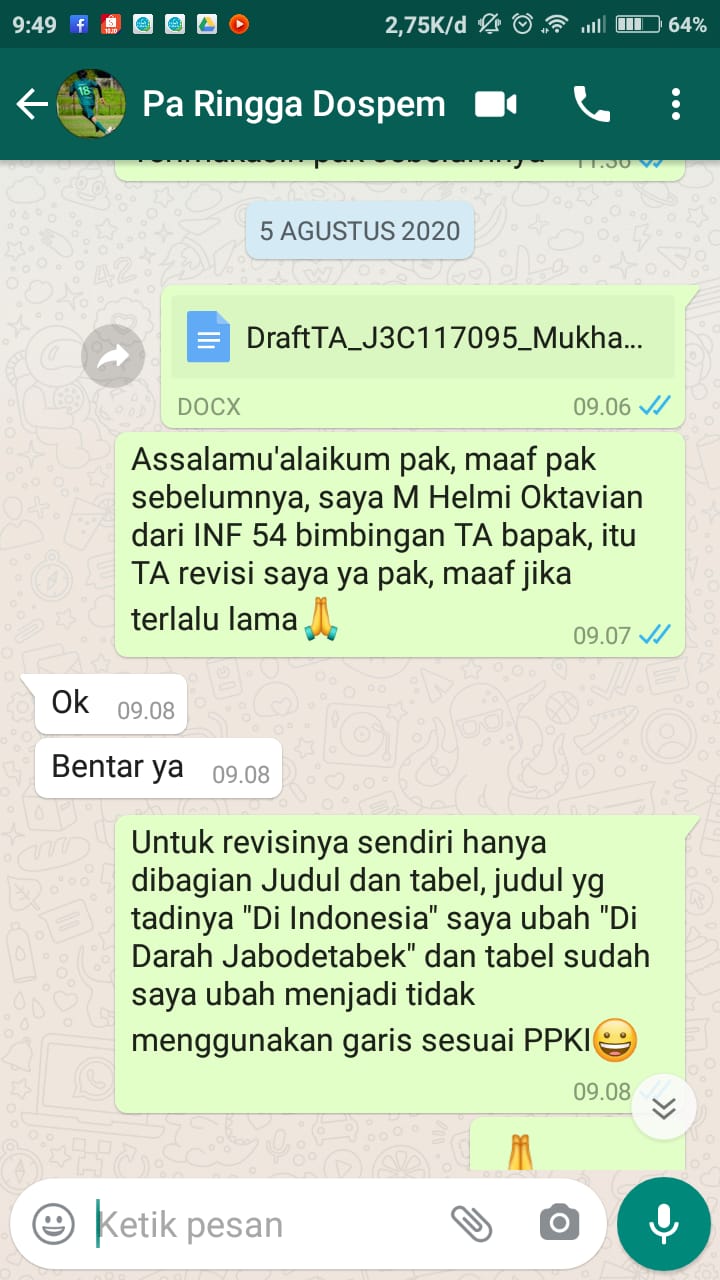 9:49
2,75K/d
64%
Pa Ringga Dospem
11.30
5 AGUSTUS 2020
DraftTA_J3C117095_Mukha...
DOCX 09.06
Assalamu'alaikum pak, maaf pak
sebelumnya, saya M Helmi Oktavian
dari INF 54 bimbingan TA bapak, itu
TA revisi saya ya pak, maaf jika
terlalu lama🙏
09.07
Ok 09.08
Bentar ya 09.08
Untuk revisinya sendiri hanya
dibagian Judul dan tabel, judul yg
tadinya "Di Indonesia" saya ubah "Di
Darah Jabodetabek" dan tabel sudah
saya ubah menjadi tidak
menggunakan garis sesuai PPKI😀
09.08
🙏
Ketik pesan